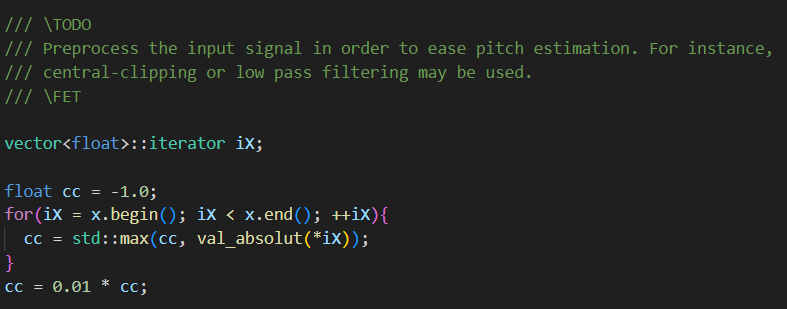 /// \TODO
/// Preprocess the input signal in order to ease pitch estimation. For instance,
/// central-clipping or low pass filtering may be used.
/// \FET
vector<float>::iterator iX;
float cc = -1.0;
for(iX = x.begin(); iX < x.end(); ++iX){
  cc = std::max(cc, val_absolut(*iX));
}
cc = 0.01 * cc;